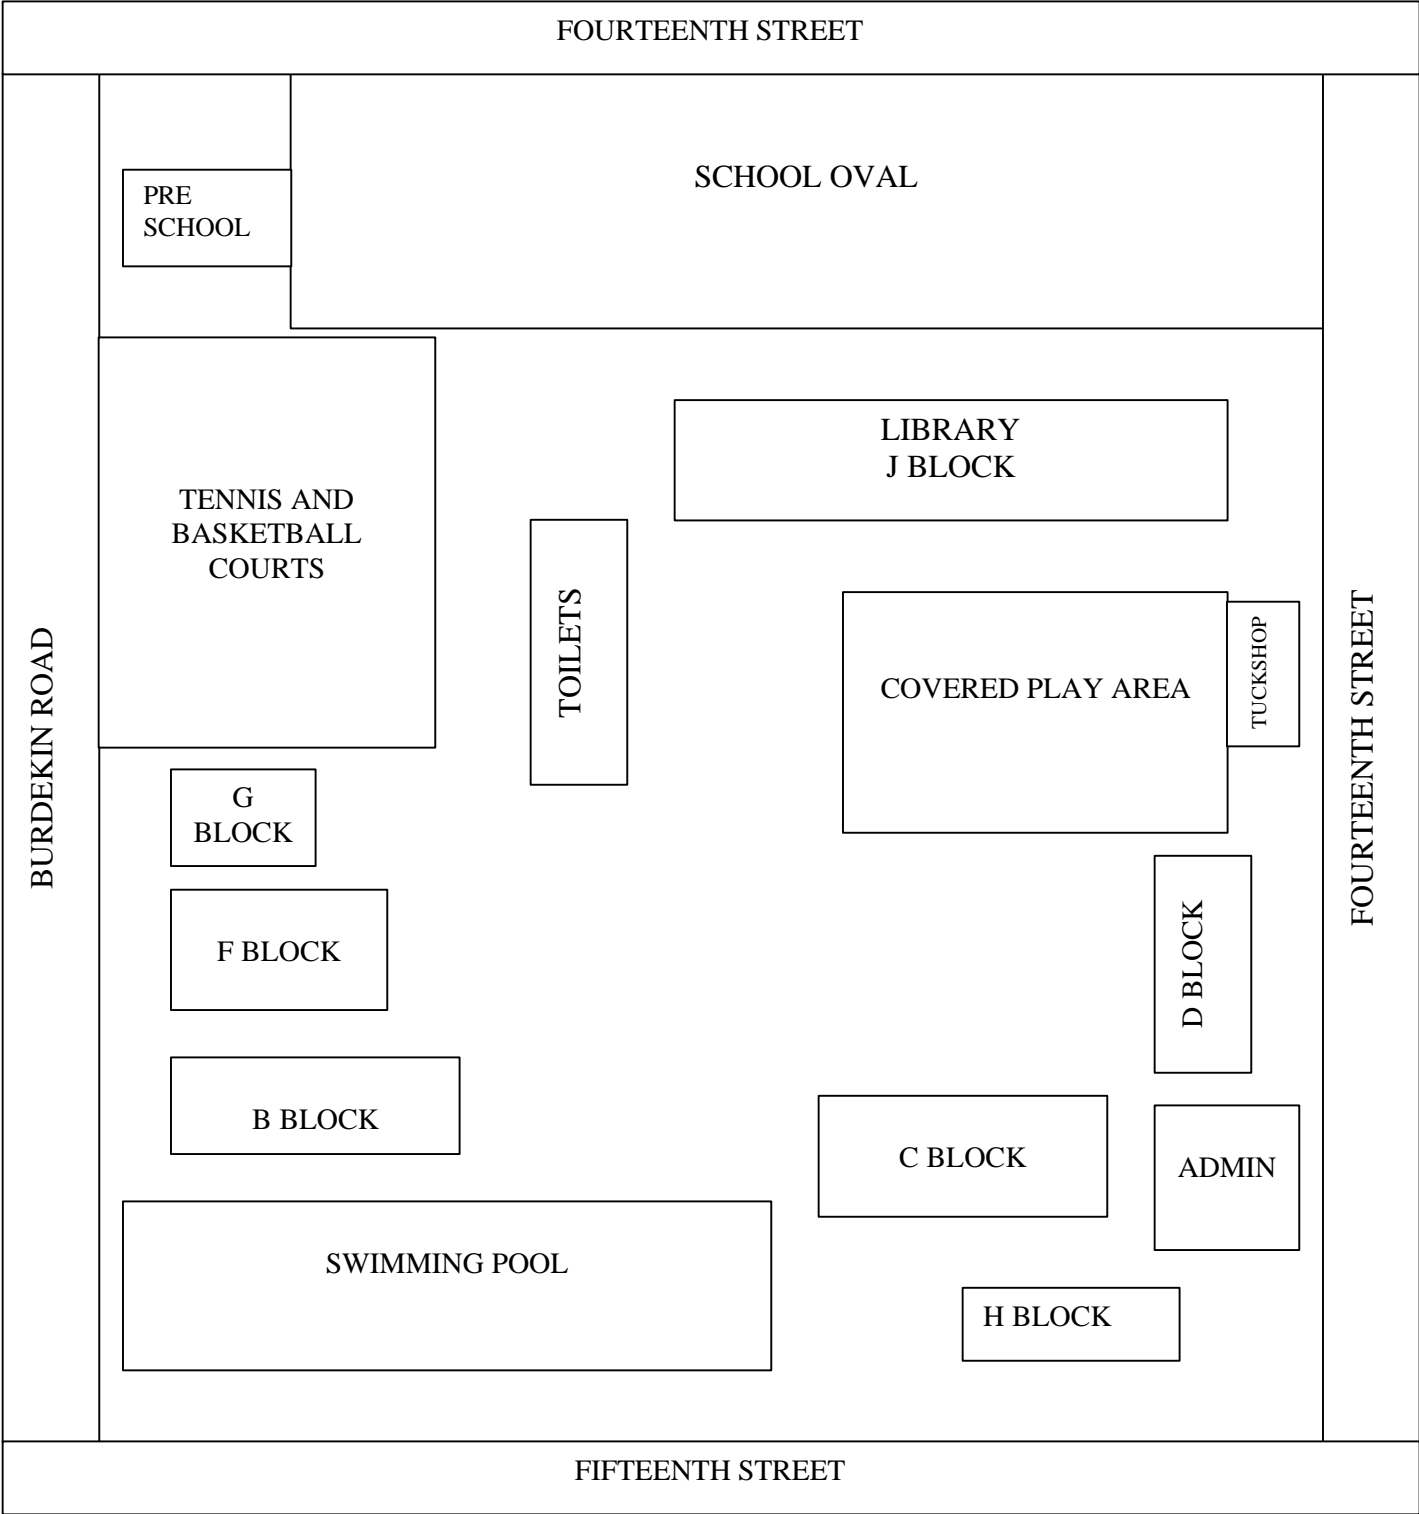 FOURTEENTH STREET
SCHOOL OVAL
PRE
SCHOOL
LIBRARY
J BLOCK
TENNIS AND
BASKETBALL
COURTS
TOILETS
COVERED PLAY AREA
TUCKSHOP
BURDEKIN ROAD
FOURTEENTH STREET
G
BLOCK
F BLOCK
D BLOCK
B BLOCK
C BLOCK
ADMIN
SWIMMING POOL
H BLOCK
FIFTEENTH STREET